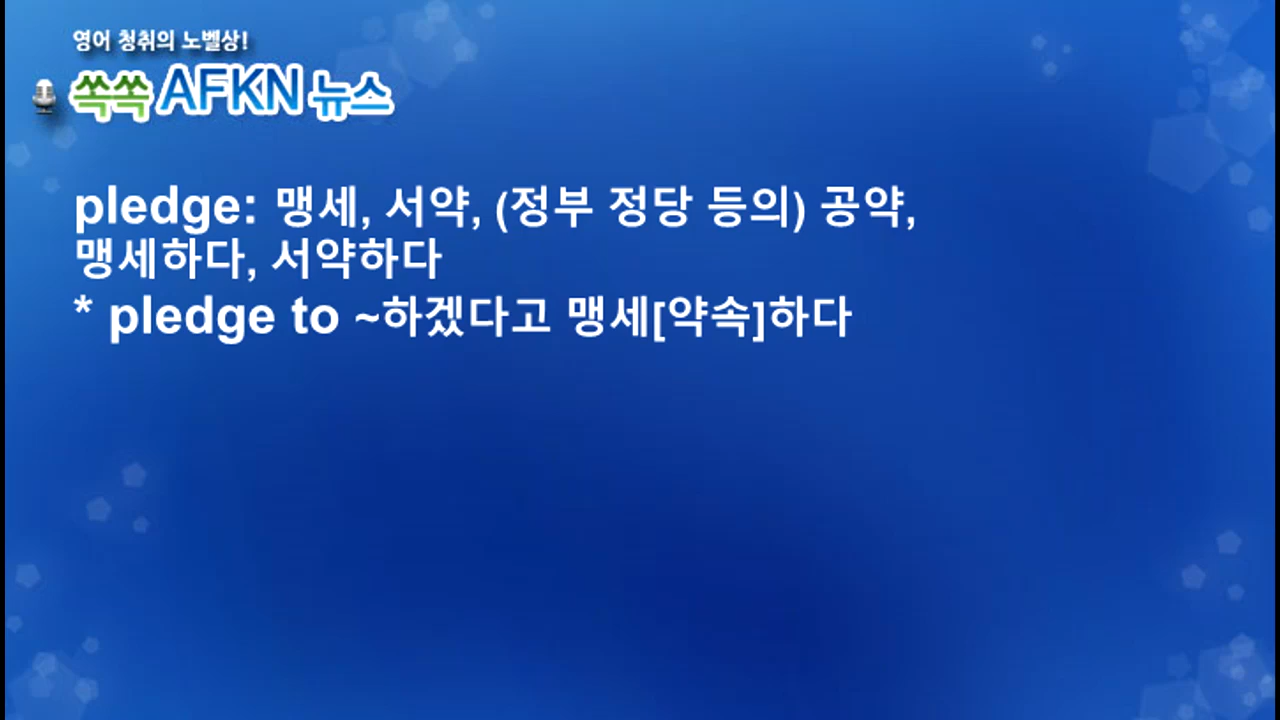 영어 청취의 노벨상!
쏙쏙 AFKN 뉴스
pledge: 맹세, 서약, (정부 정당 등의) 공약,
맹세하다, 서약하다
* pledge to ~하겠다고 맹세[약속]하다